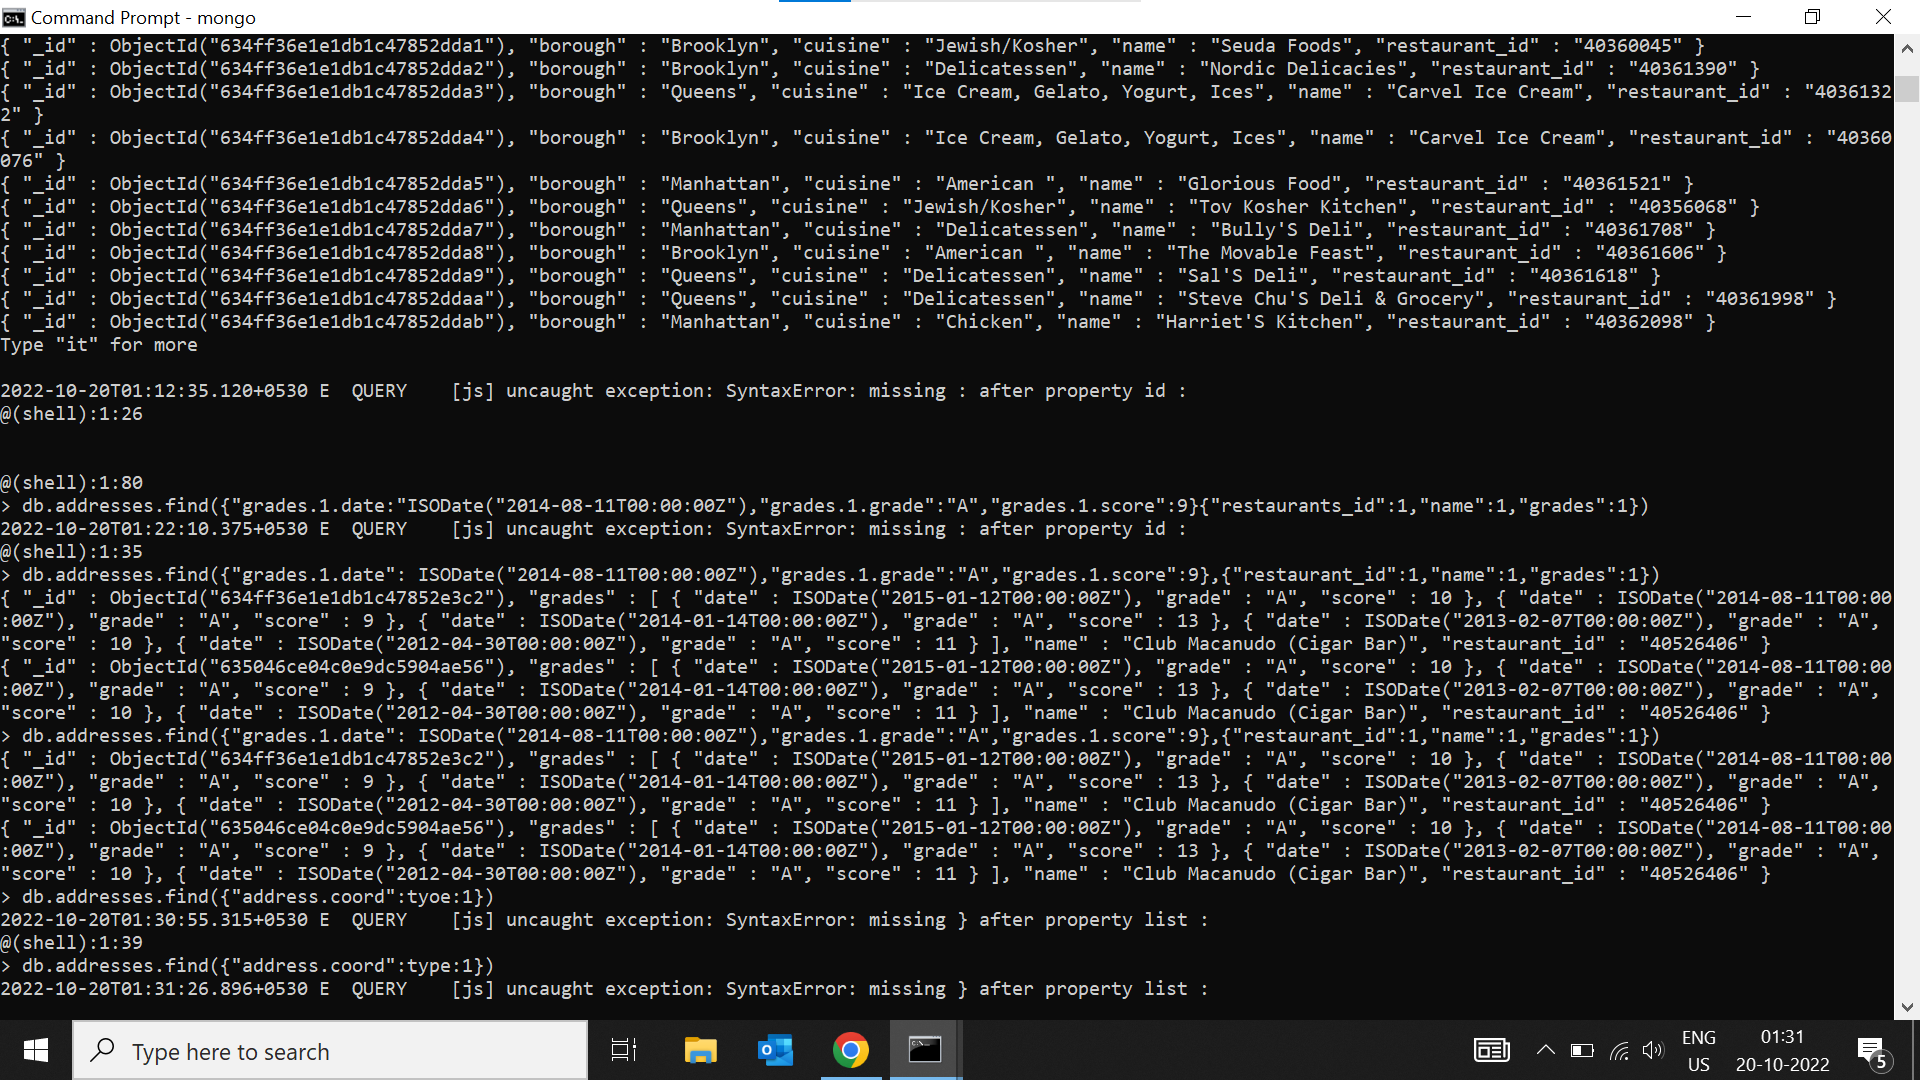 Command Prompt - mongo
{ "_id" : ObjectId("634ff36e1e1db1c47852dda1"), "borough" : "Brooklyn", "cuisine" : "Jewish/Kosher", "name" : "Seuda Foods", "restaurant_id" : "40360045" }
{ "_id" : ObjectId("634ff36e1e1db1c47852dda2"), "borough" : "Brooklyn", "cuisine" : "Delicatessen", "name" : "Nordic Delicacies", "restaurant_id" : "40361390" }
{ "_id" : ObjectId("634ff36e1e1db1c47852dda3"), "borough" : "Queens", "cuisine" : "Ice Cream, Gelato, Yogurt, Ices", "name" : "Carvel Ice Cream", "restaurant_id" : "4036132
2" }
{ "_id" : ObjectId("634ff36e1e1db1c47852dda4"), "borough" : "Brooklyn", "cuisine" : "Ice Cream, Gelato, Yogurt, Ices", "name" : "Carvel Ice Cream", "restaurant_id" : "40360
076" }
{ "_id" : ObjectId("634ff36e1e1db1c47852dda5"), "borough" : "Manhattan", "cuisine" : "American ", "name" : "Glorious Food", "restaurant_id" : "40361521" }
{ "_id" : ObjectId("634ff36e1e1db1c47852dda6"), "borough" : "Queens", "cuisine" : "Jewish/Kosher", "name" : "Tov Kosher Kitchen", "restaurant_id" : "40356068" }
{ "_id" : ObjectId("634ff36e1e1db1c47852dda7"), "borough" : "Manhattan", "cuisine" : "Delicatessen", "name" : "Bully'S Deli", "restaurant_id" : "40361708" }
{ "_id" : ObjectId("634ff36e1e1db1c47852dda8"), "borough" : "Brooklyn", "cuisine" : "American ", "name" : "The Movable Feast", "restaurant_id" : "40361606" }
{ "_id" : ObjectId("634ff36e1e1db1c47852dda9"), "borough" : "Queens", "cuisine" : "Delicatessen", "name" : "Sal'S Deli", "restaurant_id" : "40361618" }
{ "_id" : ObjectId("634ff36e1e1db1c47852ddaa"), "borough" : "Queens", "cuisine" : "Delicatessen", "name" : "Steve Chu'S Deli & Grocery", "restaurant_id" : "40361998" }
{ "_id" : ObjectId("634ff36e1e1db1c47852ddab"), "borough" : "Manhattan", "cuisine" : "Chicken", "name" : "Harriet'S Kitchen", "restaurant_id" : "40362098" }
Type "it" for more
2022-10-20T01:12:35.120+0530 E  QUERY    [js] uncaught exception: SyntaxError: missing : after property id :
@(shell):1:26
@(shell):1:80
> db.addresses.find({"grades.1.date:"ISODate("2014-08-11T00:00:00Z"),"grades.1.grade":"A","grades.1.score":9}{"restaurants_id":1,"name":1,"grades":1})
2022-10-20T01:22:10.375+0530 E  QUERY    [js] uncaught exception: SyntaxError: missing : after property id :
@(shell):1:35
> db.addresses.find({"grades.1.date": ISODate("2014-08-11T00:00:00Z"),"grades.1.grade":"A","grades.1.score":9},{"restaurant_id":1,"name":1,"grades":1})
{ "_id" : ObjectId("634ff36e1e1db1c47852e3c2"), "grades" : [ { "date" : ISODate("2015-01-12T00:00:00Z"), "grade" : "A", "score" : 10 }, { "date" : ISODate("2014-08-11T00:00
:00Z"), "grade" : "A", "score" : 9 }, { "date" : ISODate("2014-01-14T00:00:00Z"), "grade" : "A", "score" : 13 }, { "date" : ISODate("2013-02-07T00:00:00Z"), "grade" : "A",
"score" : 10 }, { "date" : ISODate("2012-04-30T00:00:00Z"), "grade" : "A", "score" : 11 } ], "name" : "Club Macanudo (Cigar Bar)", "restaurant_id" : "40526406" }
{ "_id" : ObjectId("635046ce04c0e9dc5904ae56"), "grades" : [ { "date" : ISODate("2015-01-12T00:00:00Z"), "grade" : "A", "score" : 10 }, { "date" : ISODate("2014-08-11T00:00
:00Z"), "grade" : "A", "score" : 9 }, { "date" : ISODate("2014-01-14T00:00:00Z"), "grade" : "A", "score" : 13 }, { "date" : ISODate("2013-02-07T00:00:00Z"), "grade" : "A",
"score" : 10 }, { "date" : ISODate("2012-04-30T00:00:00Z"), "grade" : "A", "score" : 11 } ], "name" : "Club Macanudo (Cigar Bar)", "restaurant_id" : "40526406" }
> db.addresses.find({"grades.1.date": ISODate("2014-08-11T00:00:00Z"),"grades.1.grade":"A","grades.1.score":9},{"restaurant_id":1,"name":1,"grades":1})
{ "_id" : ObjectId("634ff36e1e1db1c47852e3c2"), "grades" : [ { "date" : ISODate("2015-01-12T00:00:00Z"), "grade" : "A", "score" : 10 }, { "date" : ISODate("2014-08-11T00:00
:00Z"), "grade" : "A", "score" : 9 }, { "date" : ISODate("2014-01-14T00:00:00Z"), "grade" : "A", "score" : 13 }, { "date" : ISODate("2013-02-07T00:00:00Z"), "grade" : "A",
"score" : 10 }, { "date" : ISODate("2012-04-30T00:00:00Z"), "grade" : "A", "score" : 11 } ], "name" : "Club Macanudo (Cigar Bar)", "restaurant_id" : "40526406" }
{ "_id" : ObjectId("635046ce04c0e9dc5904ae56"), "grades" : [ { "date" : ISODate("2015-01-12T00:00:00Z"), "grade" : "A", "score" : 10 }, { "date" : ISODate("2014-08-11T00:00
:00Z"), "grade" : "A", "score" : 9 }, { "date" : ISODate("2014-01-14T00:00:00Z"), "grade" : "A", "score" : 13 }, { "date" : ISODate("2013-02-07T00:00:00Z"), "grade" : "A",
"score" : 10 }, { "date" : ISODate("2012-04-30T00:00:00Z"), "grade" : "A", "score" : 11 } ], "name" : "Club Macanudo (Cigar Bar)", "restaurant_id" : "40526406" }
> db.addresses.find({"address.coord":tyoe:1})
2022-10-20T01:30:55.315+0530 E  QUERY    [js] uncaught exception: SyntaxError: missing } after property list :
@(shell):1:39
> db.addresses.find({"address.coord":type:1})
2022-10-20T01:31:26.896+0530 E  QUERY    [js] uncaught exception: SyntaxError: missing } after property list :
Type here to search
ENG
US
01:31
20-10-2022
5